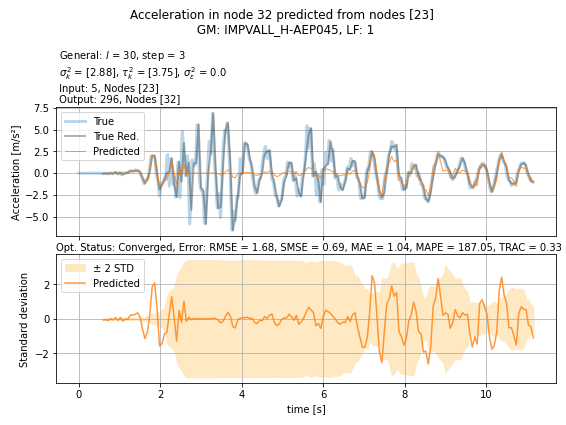 Acceleration in node 32 predicted from nodes [23]
GM: IMPVALL_H-AEP045, LF: 1
General: l = 30, step = 3
σ²ₖ = [2.88], τ²ₖ = [3.75], σ²ε = 0.0
Input: 5, Nodes [23]
Output: 296, Nodes [32]
Acceleration [m/s²]
7.5
5.0
2.5
0.0
−2.5
−5.0
True
True Red.
Predicted
Opt. Status: Converged, Error: RMSE = 1.68, SMSE = 0.69, MAE = 1.04, MAPE = 187.05, TRAC = 0.33
Standard deviation
2
0
−2
± 2 STD
Predicted
0 2 4 6 8 10
time [s]